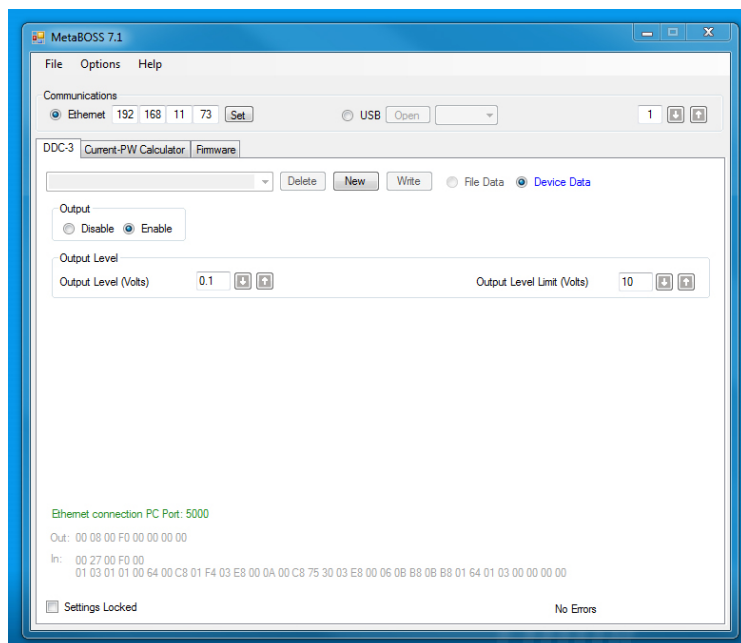 MetaBOSS 7.1
File Options Help
Communications
Ethernet 192 168 11 73 Set USB Open 1
DDC-3 Current-PW Calculator Firmware
Delete New Write File Data Device Data
Output
Disable Enable
Output Level
Output Level (Volts) 0.1 Output Level Limit (Volts) 10
Ethernet connection PC Port: 5000
Out: 00 08 00 F0 00 00 00 00
In: 00 27 00 F0 00
01 03 01 01 00 64 00 C8 01 F4 03 E8 00 0A 00 C8 75 30 03 E8 00 06 0B B8 0B B8 01 64 01 03 00 00 00 00
Settings Locked No Errors